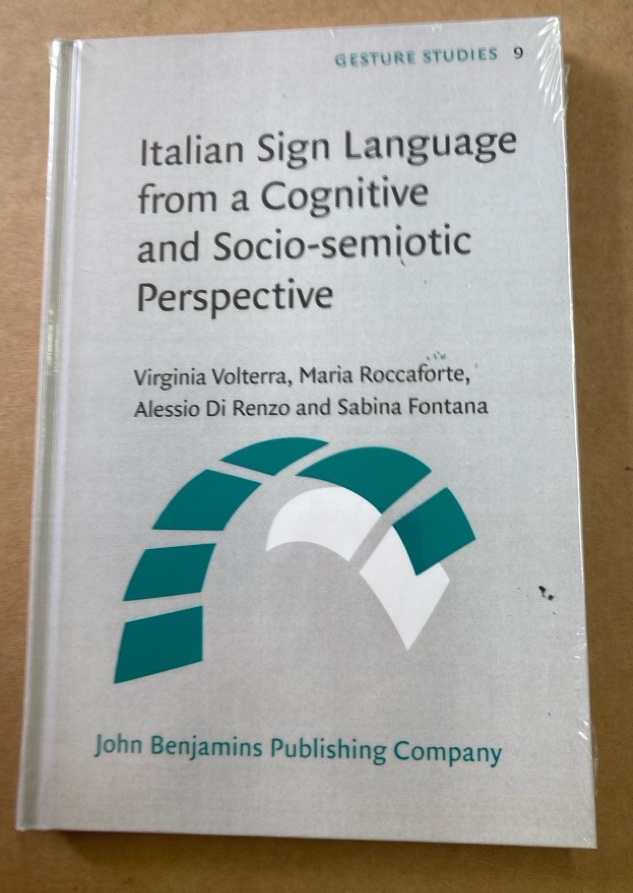 GESTURE STUDIES 9
Italian Sign Language
from a Cognitive
and Socio-semiotic
Perspective
Virginia Volterra, Maria Roccaforte,
Alessio Di Renzo and Sabina Fontana
John Benjamins Publishing Company